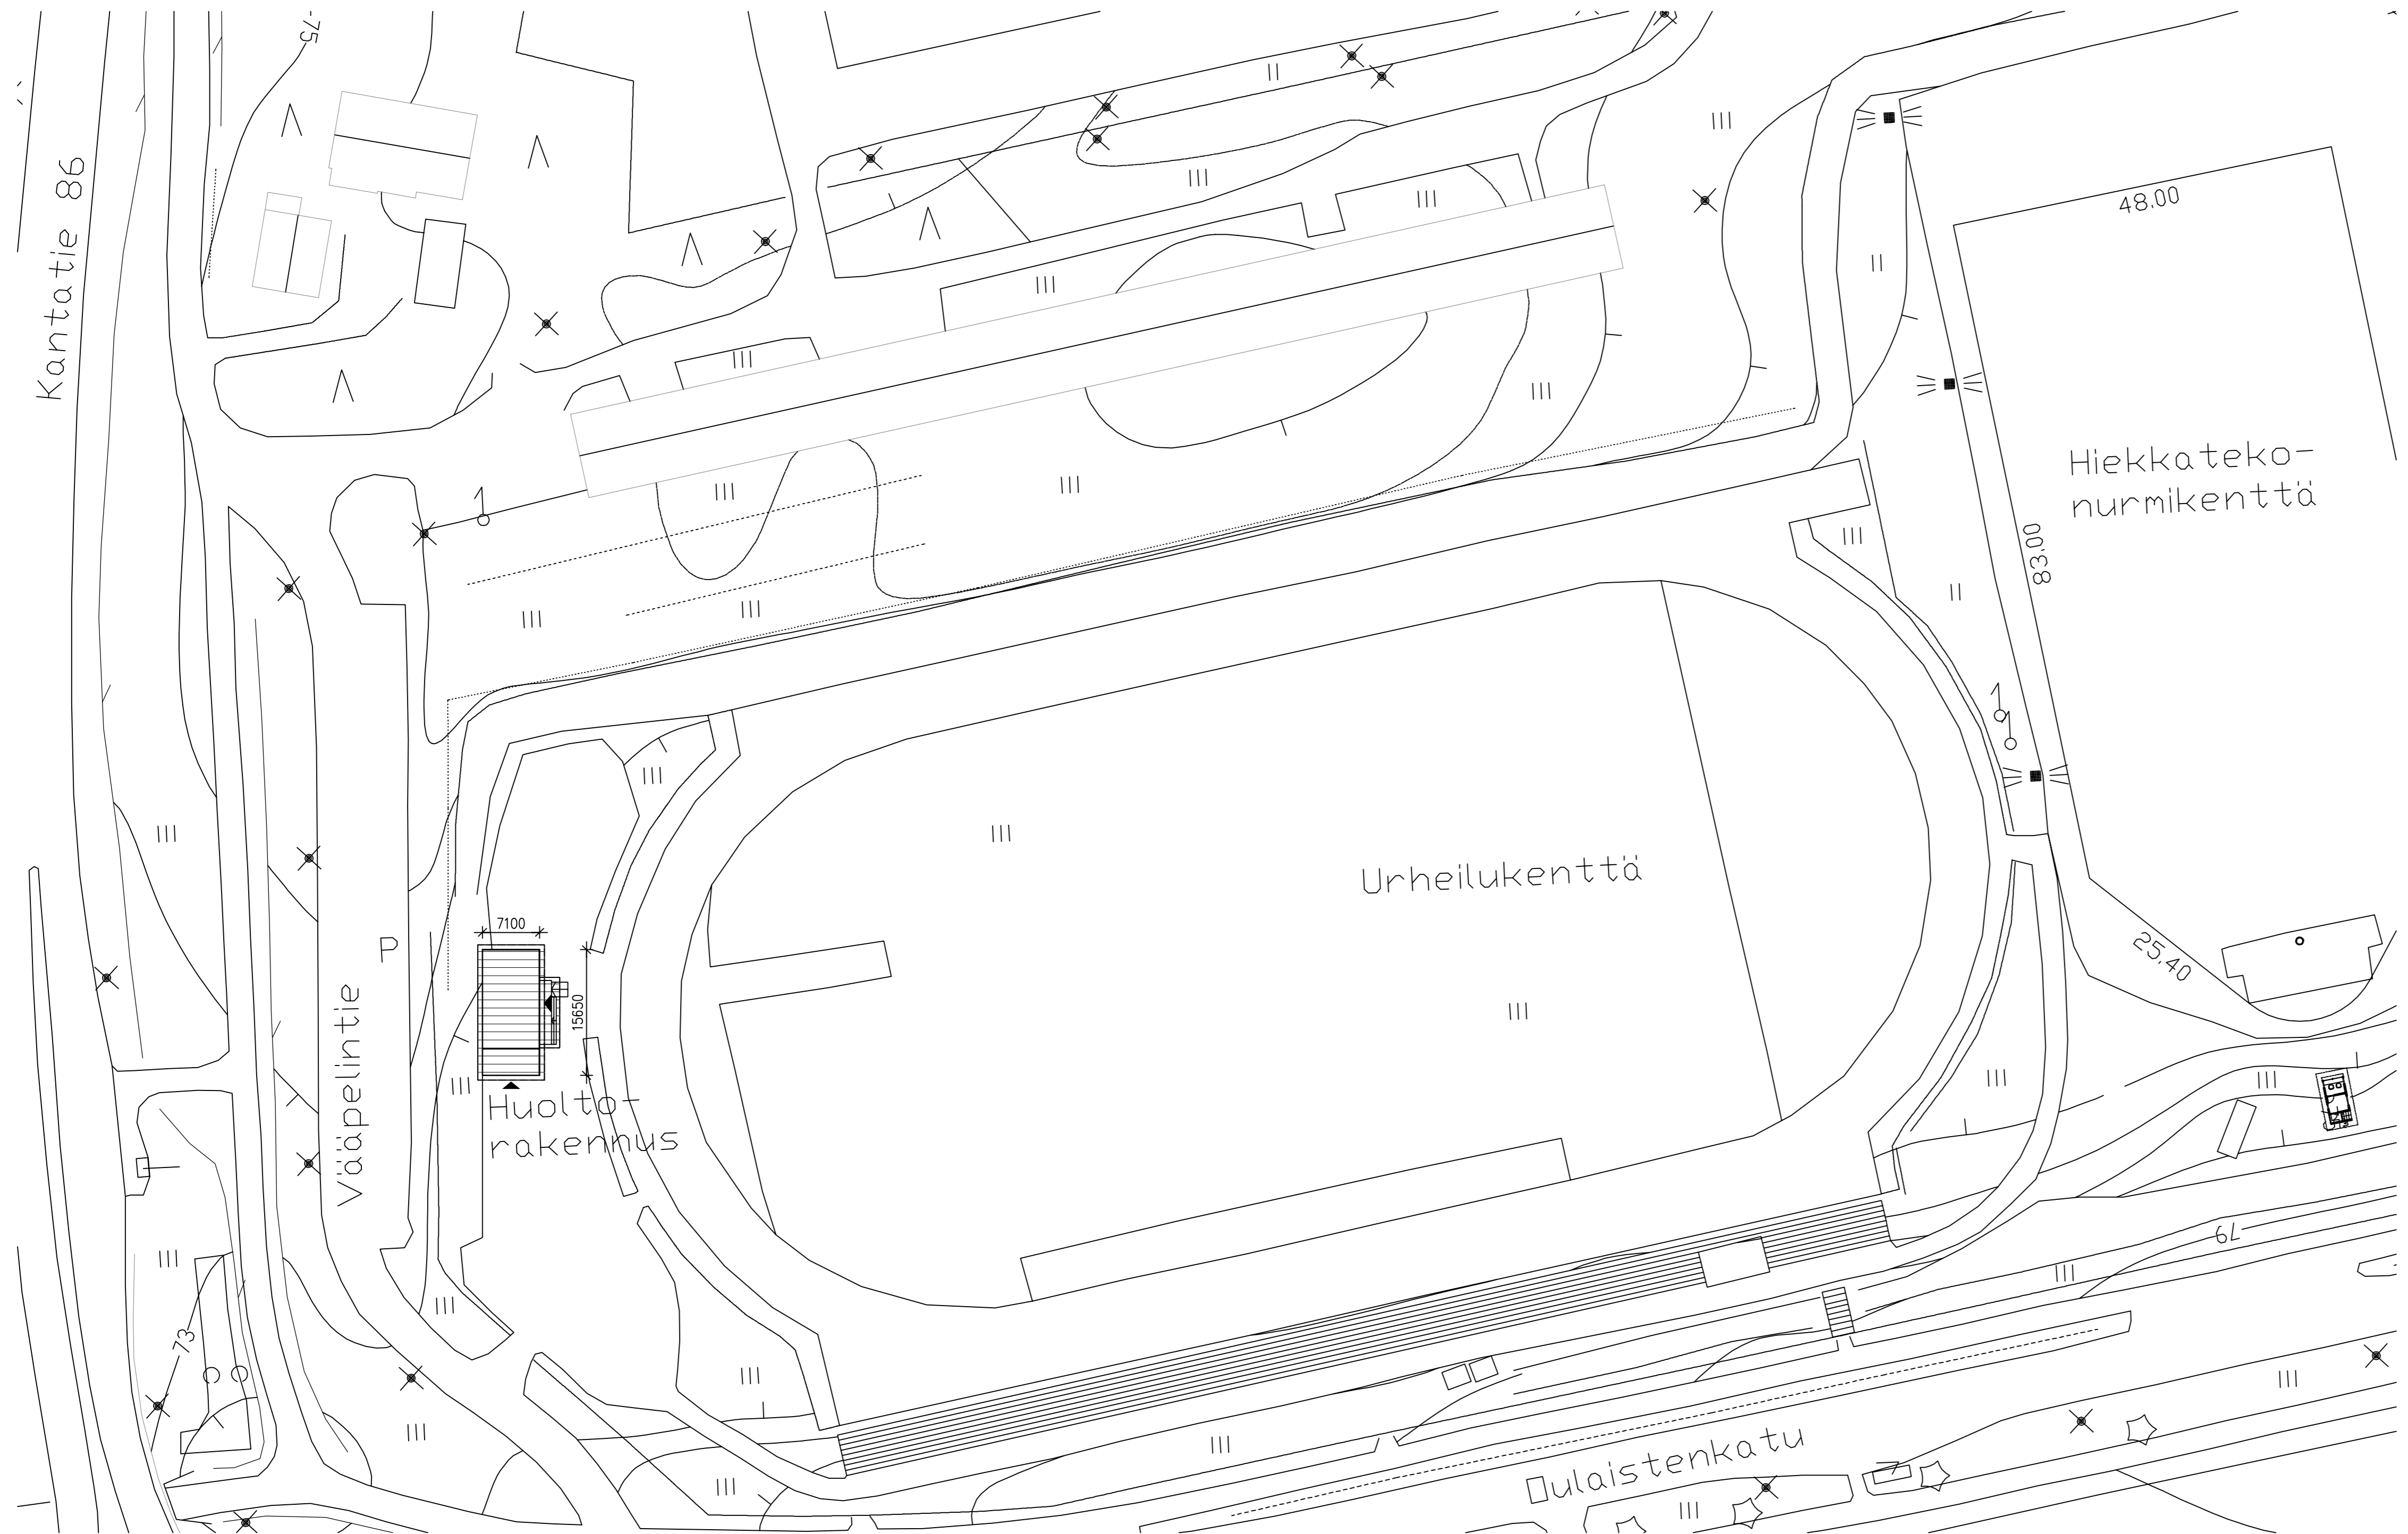 75
Kantatie 86
48.00
Hiekkateko-
nurmikenttä
83.00
Urheilukenttä
7100
15650
P
Vääpelintie
Huolto-
rakennus
25.40
79
73
Oulaistenkatu